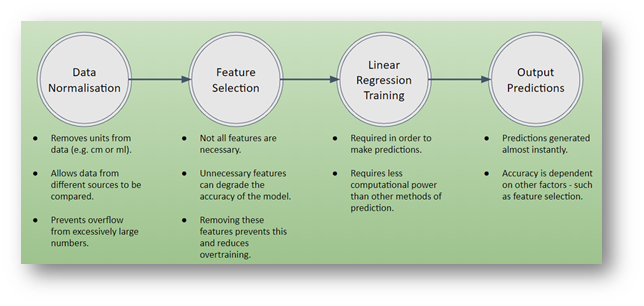 Data
Normalisation
Feature
Selection
Linear
Regression
Training
Output
Predictions
● Removes units from
data (e.g. cm or ml).
● Allows data from
different sources to be
compared.
● Prevents overflow
from excessively large
numbers.
● Not all features are
necessary.
● Unnecessary features
can degrade the
accuracy of the model.
● Removing these
features prevents this
and reduces
overtraining.
● Required in order to
make predictions.
● Requires less
computational power
than other methods of
prediction.
● Predictions generated
almost instantly.
● Accuracy is dependent
on other factors - such
as feature selection.